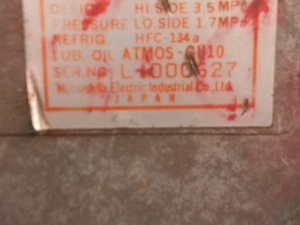 DESIGN HI SIDE 3.5 MPa
PRESSURE LO SIDE 1.7 MPa
REFRIG. HFC-134a
LUB. OIL ATMOS-GU10
SER.NO.
Matsushita Electric Industrial Co., Ltd.
JAPAN